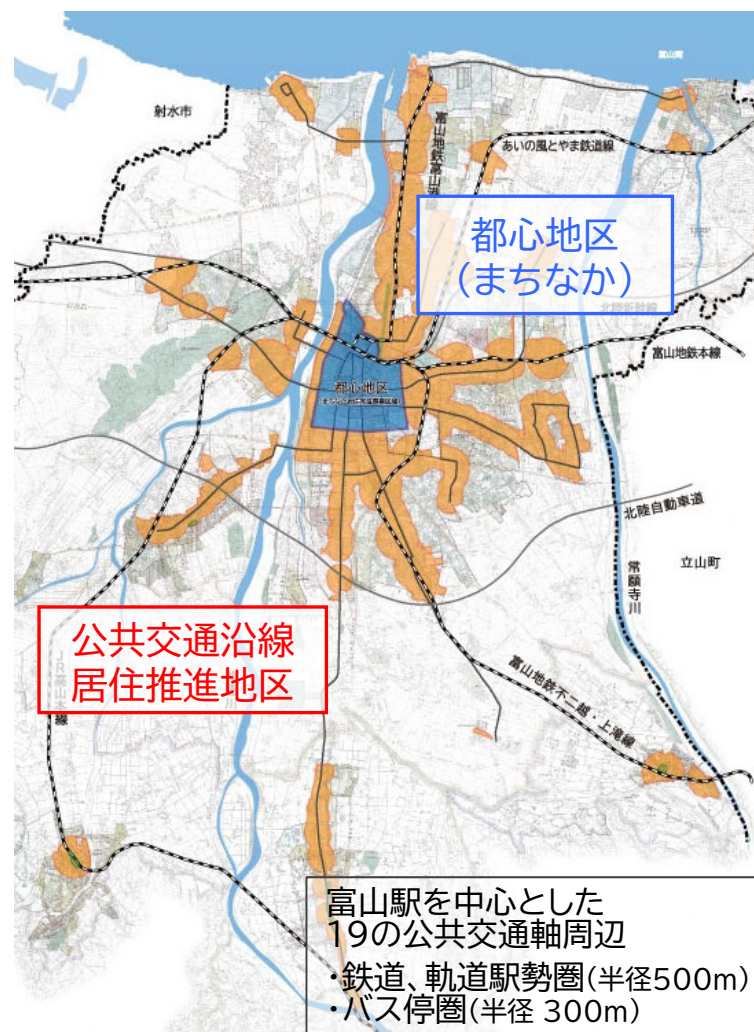 富山湾
射水市
富山地鉄富山港線
あいの風とやま鉄道線
都心地区
(まちなか)
北陸新幹線
富山地鉄本線
都心地区
北陸自動車道
立山町
常願寺川
公共交通沿線
居住推進地区
JR高山本線
川
富山地鉄不二越・上滝線
富山駅を中心とした
19の公共交通軸周辺
・鉄道、軌道駅勢圏(半径500m)
・バス停圏(半径 300m)